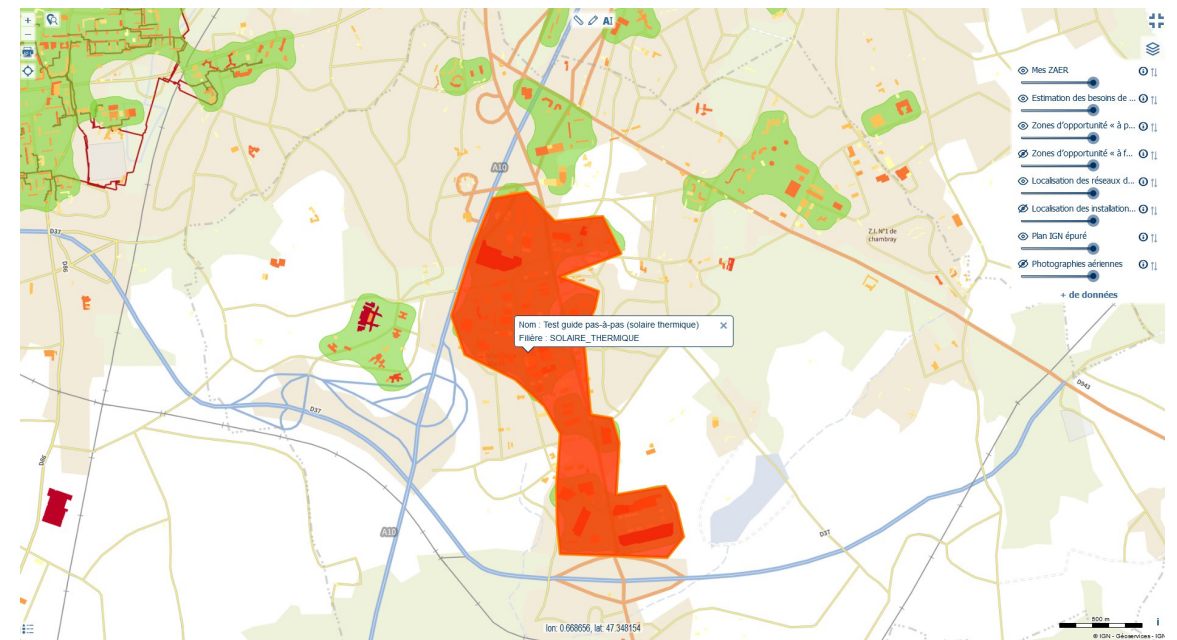 +
AI
−
Mes ZAER
Estimation des besoins de ...
Zones d'opportunité « à p...
Zones d'opportunité « à f...
Localisation des réseaux d...
Localisation des installation...
Plan IGN épuré
Photographies aériennes
+ de données
A10
D37
D86
Z.I. N°1 de
chambray
Nom : Test guide pas-à-pas (solaire thermique)
Filière : SOLAIRE_THERMIQUE
D943
D37
D86
A10
D37
lon: 0.668656, lat: 47.348154
500 m
i
© IGN - Géoservices - IGN